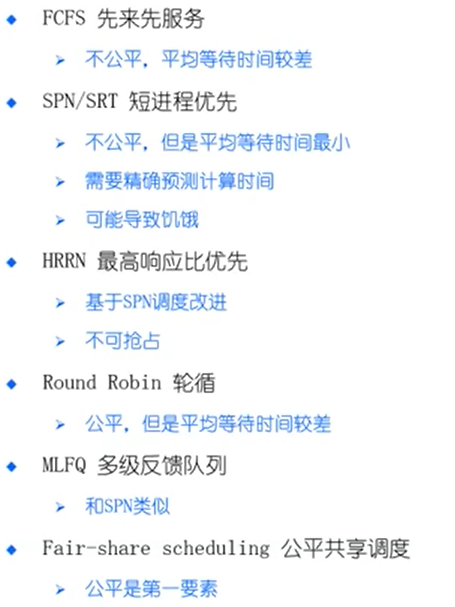 FCFS 先来先服务
不公平，平均等待时间较差
SPN/SRT 短进程优先
不公平，但是平均等待时间最小
需要精确预测计算时间
可能导致饥饿
HRRN 最高响应比优先
基于SPN调度改进
不可抢占
Round Robin 轮循
公平，但是平均等待时间较差
MLFQ 多级反馈队列
和SPN类似
Fair-share scheduling 公平共享调度
公平是第一要素